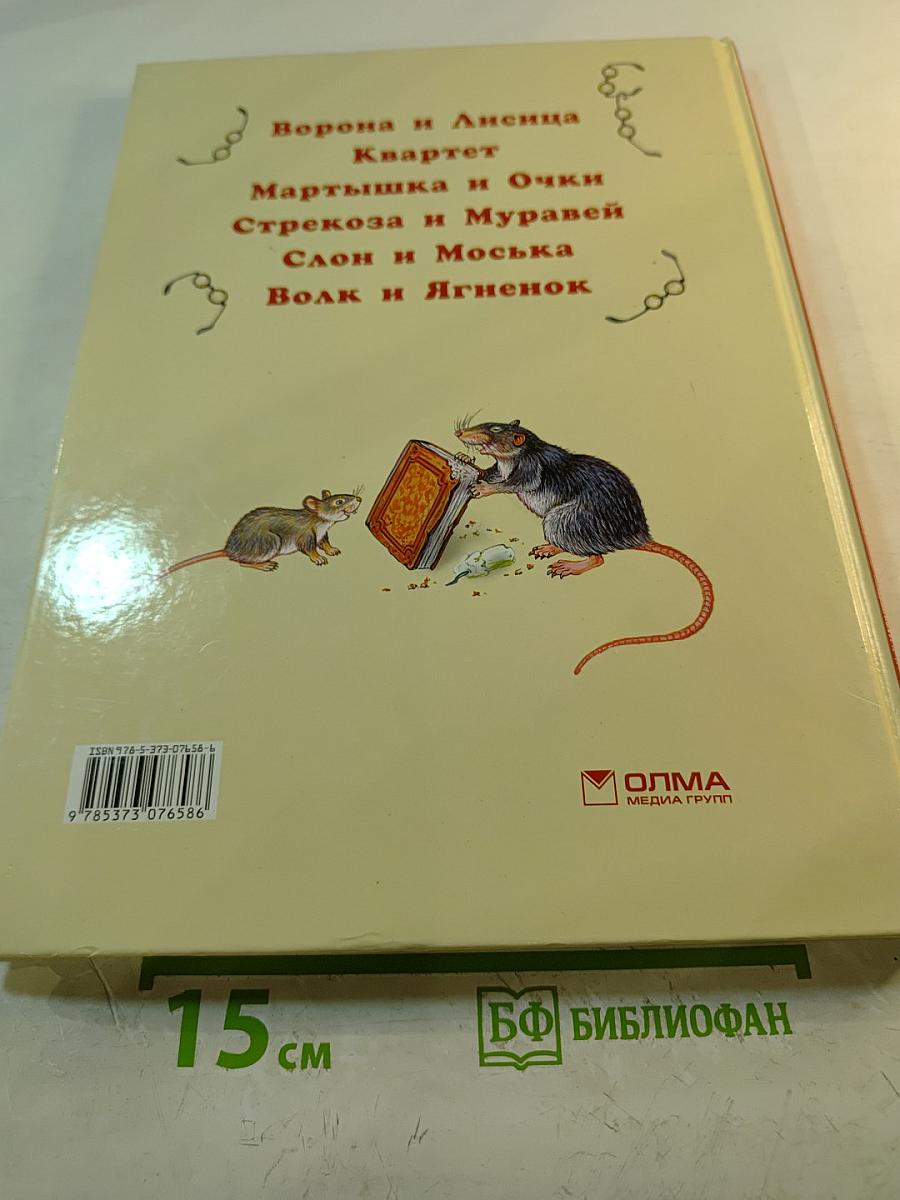 Ворона и Лисица
Квартет
Мартышка и Очки
Стрекоза и Муравей
Слон и Моська
Волк и Ягненок
ISBN 978-5-373-07658-6
9 785373 076586
ОЛМА
МЕДИА ГРУПП
15 см
БФ БИБЛИОФАН